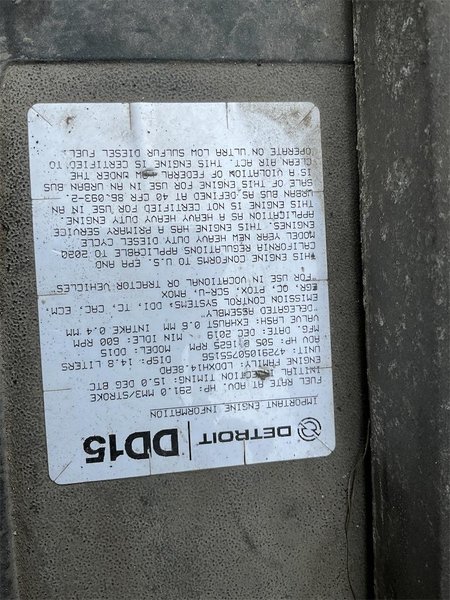 DETROIT | DD15
IMPORTANT ENGINE INFORMATION
FUEL RATE AT ADV. HP: 291.0 MM3/STROKE
INITIAL INJECTION TIMING: 15.0 DEG BTC
ENGINE FAMILY:
UNIT: DISP: 14.8 LITERS
ADV HP: 505 @1625 RPM MODEL: DD15
MFG. DATE: DEC 2019 MIN IDLE: 600 RPM
VALVE LASH: EXHAUST 0.6 MM INTAKE 0.4 MM
"DELEGATED ASSEMBLY"
EMISSION CONTROL SYSTEMS: DDI, TC, CAC, ECM,
EGR, OC, PTOX, SCR-U, AMOX
FOR USE IN VOCATIONAL OR TRACTOR VEHICLES
THIS ENGINE CONFORMS TO U.S. EPA AND
CALIFORNIA REGULATIONS APPLICABLE TO 2020
MODEL YEAR NEW HEAVY DUTY DIESEL CYCLE
ENGINES. THIS ENGINE HAS A PRIMARY SERVICE
APPLICATION AS A HEAVY HEAVY DUTY ENGINE.
THIS ENGINE IS NOT CERTIFIED FOR USE IN AN
URBAN BUS AS-DEFINED AT 40 CFR 86.093-2.
SALE OF THIS ENGINE FOR USE IN AN URBAN BUS
IS A VIOLATION OF FEDERAL LAW UNDER THE
CLEAN AIR ACT. THIS ENGINE IS CERTIFIED TO
OPERATE ON ULTRA LOW SULFUR DIESEL FUEL.